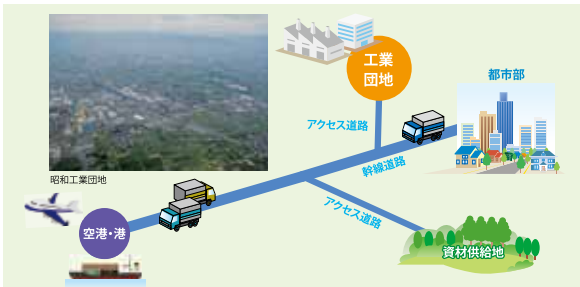 工業
団地
都市部
アクセス道路
幹線道路
昭和工業団地
アクセス道路
空港・港
資材供給地